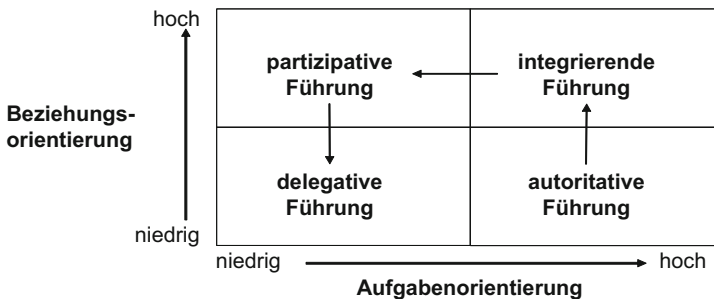 hoch
partizipative
Führung
integrierende
Führung
Beziehungs-
orientierung
delegative
Führung
autoritative
Führung
niedrig
niedrig
hoch
Aufgabenorientierung